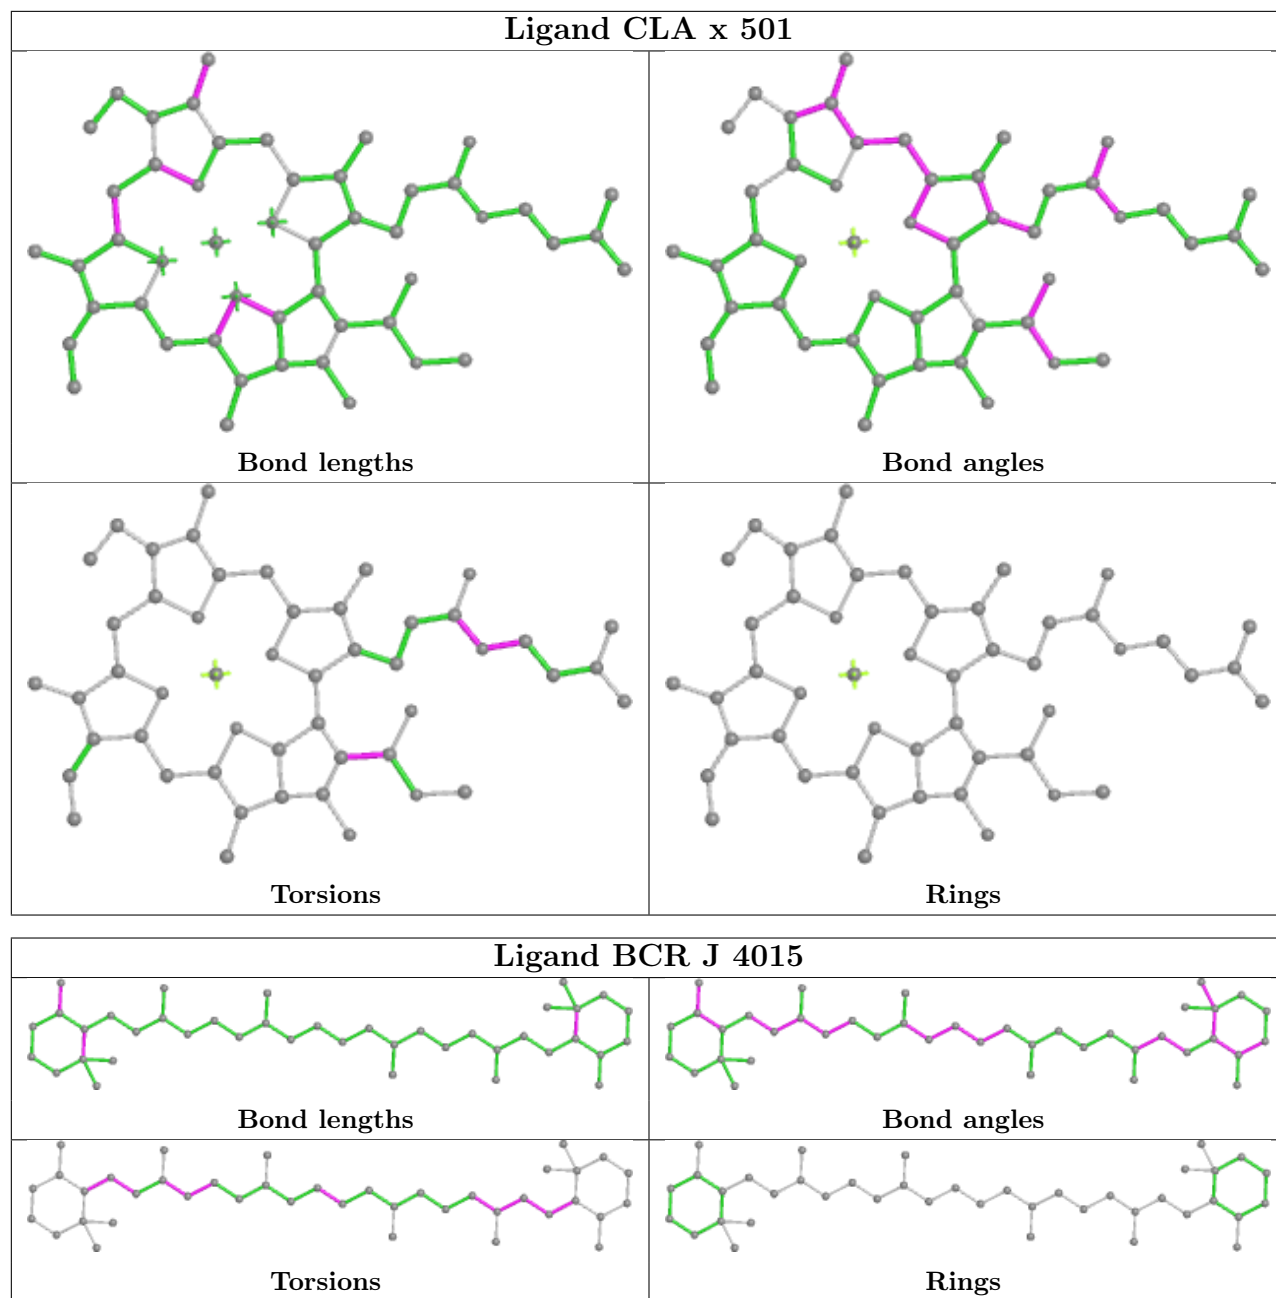 Ligand CLA x 501
Bond lengths
Bond angles
Torsions
Rings
Ligand BCR J 4015
Bond lengths
Bond angles
Torsions
Rings